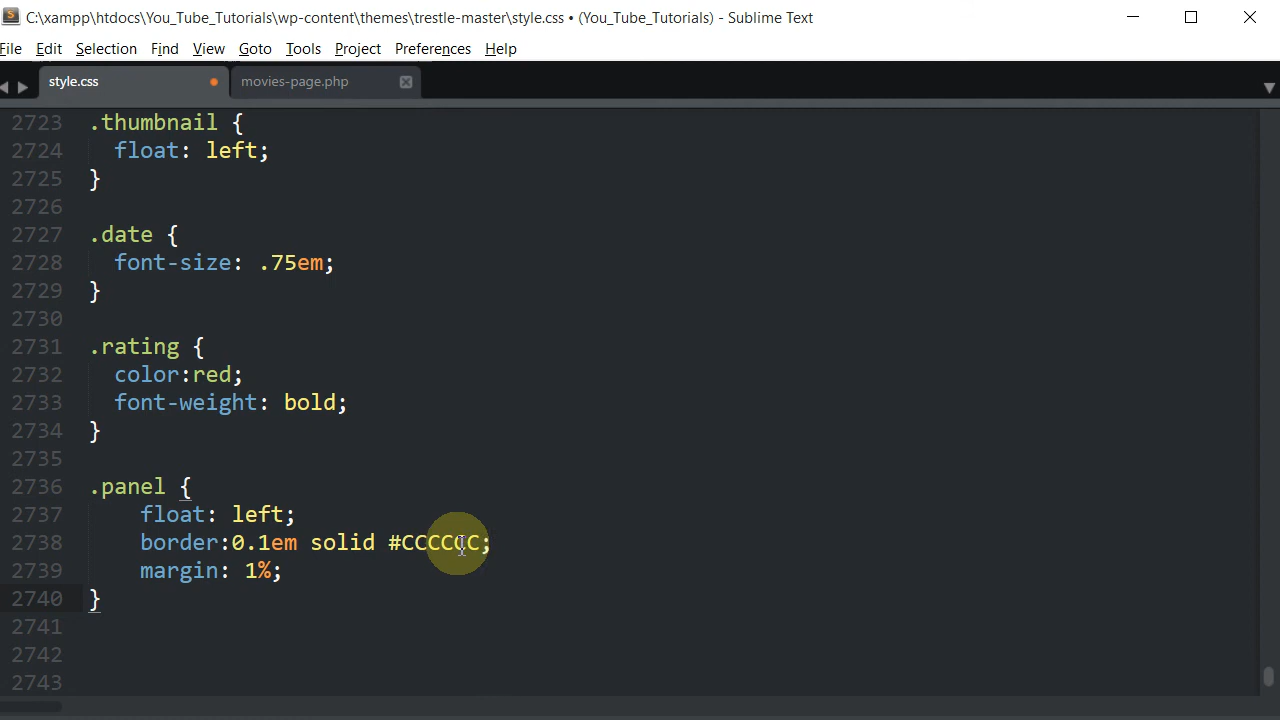 C:\xampp\htdocs\You_Tube_Tutorials\wp-content\themes\trestle-master\style.css • (You_Tube_Tutorials) - Sublime Text
File Edit Selection Find View Goto Tools Project Preferences Help
style.css movies-page.php
2723 .thumbnail {
2724 float: left;
2725 }
2726
2727 .date {
2728 font-size: .75em;
2729 }
2730
2731 .rating {
2732 color:red;
2733 font-weight: bold;
2734 }
2735
2736 .panel {
2737 float: left;
2738 border:0.1em solid #CCCCCC;
2739 margin: 1%;
2740 }
2741
2742
2743